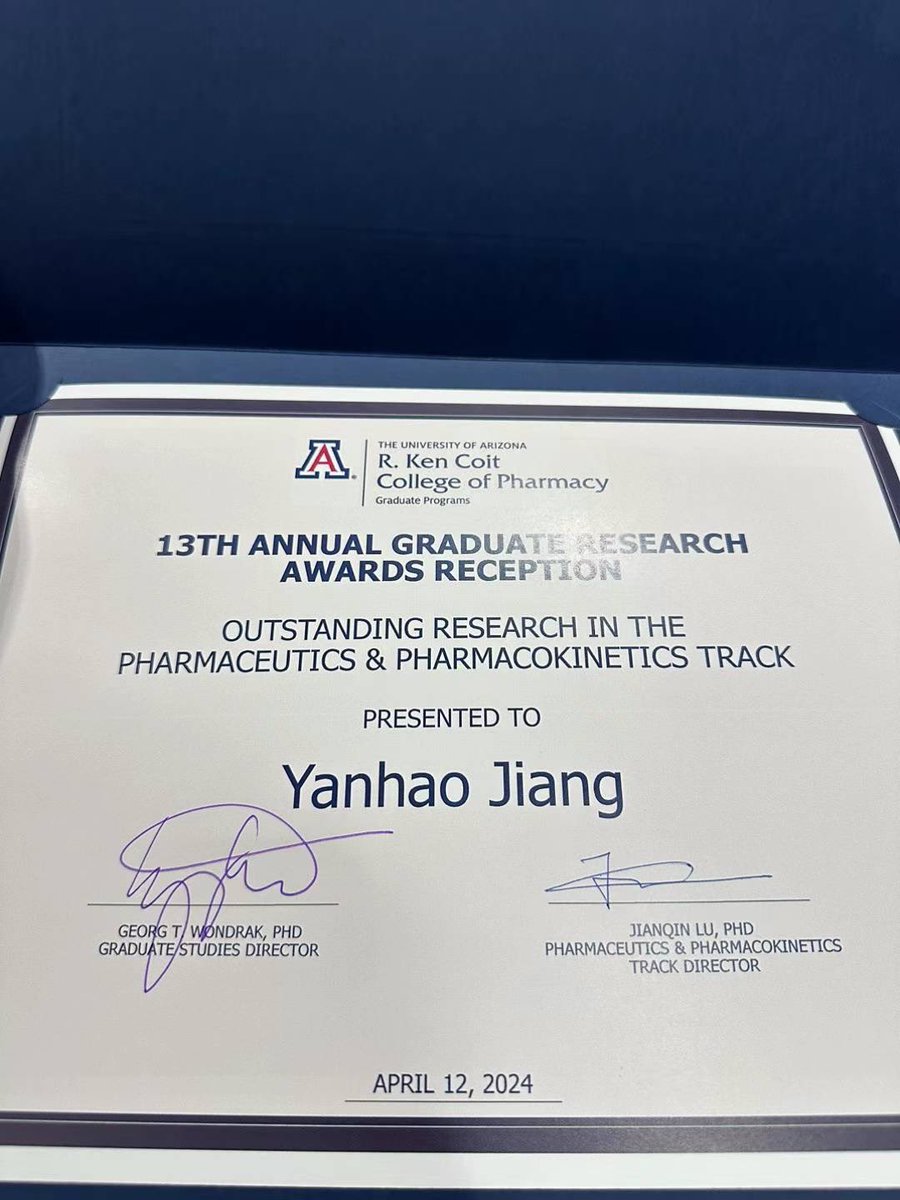 THE UNIVERSITY OF ARIZONA
R. Ken Coit
College of Pharmacy
Graduate Programs
13TH ANNUAL GRADUATE RESEARCH
AWARDS RECEPTION
OUTSTANDING RESEARCH IN THE
PHARMACEUTICS & PHARMACOKINETICS TRACK
PRESENTED TO
Yanhao Jiang
GEORG T. WONDRAK, PHD
GRADUATE STUDIES DIRECTOR
JIANQIN LU, PHD
PHARMACEUTICS & PHARMACOKINETICS
TRACK DIRECTOR
APRIL 12, 2024